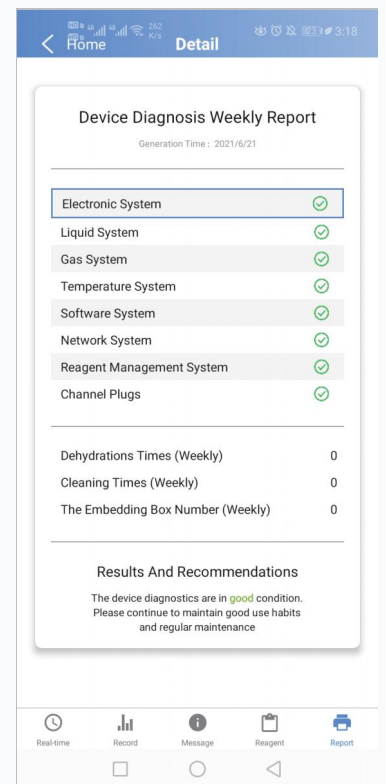 262
K/s
3:18
Home
Detail
Device Diagnosis Weekly Report
Generation Time : 2021/6/21
Electronic System
Liquid System
Gas System
Temperature System
Software System
Network System
Reagent Management System
Channel Plugs
Dehydrations Times (Weekly) 0
Cleaning Times (Weekly) 0
The Embedding Box Number (Weekly) 0
Results And Recommendations
The device diagnostics are in good condition.
Please continue to maintain good use habits
and regular maintenance
Real-time Record Message Reagent Report